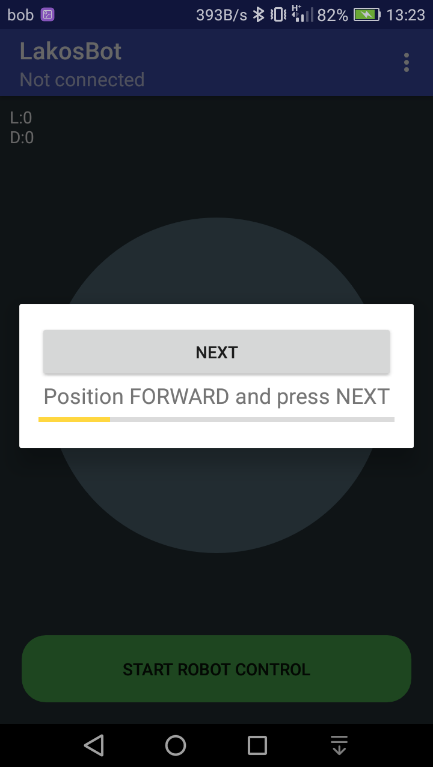 bob 393B/s H+ 82% 13:23
LakosBot
Not connected
L:0
D:0
NEXT
Position FORWARD and press NEXT
START ROBOT CONTROL